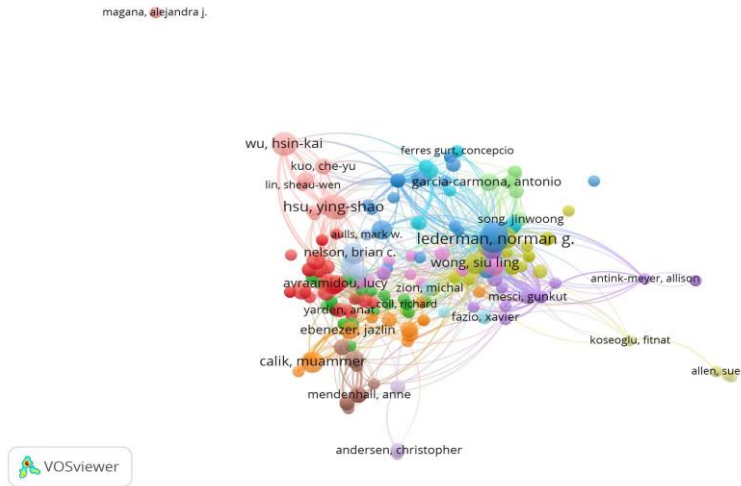 magana, alejandra j.
wu, hsin-kai
ferres gurt, concepcio
kuo, che-yu
lin, sheau-wen
garcia-carmona, antonio
hsu, ying-shao
song, jinwoong
aulls, mark w.
lederman, norman g.
nelson, brian c.
wong, siu ling
avraamidou, lucy
zion, michal
antink-meyer, allison
mesci, gunkut
coll, richard
yarden, anat
fazio, xavier
ebenezer, jazlin
koseoglu, fitnat
calik, muammer
allen, sue
mendenhall, anne
andersen, christopher
VOSviewer